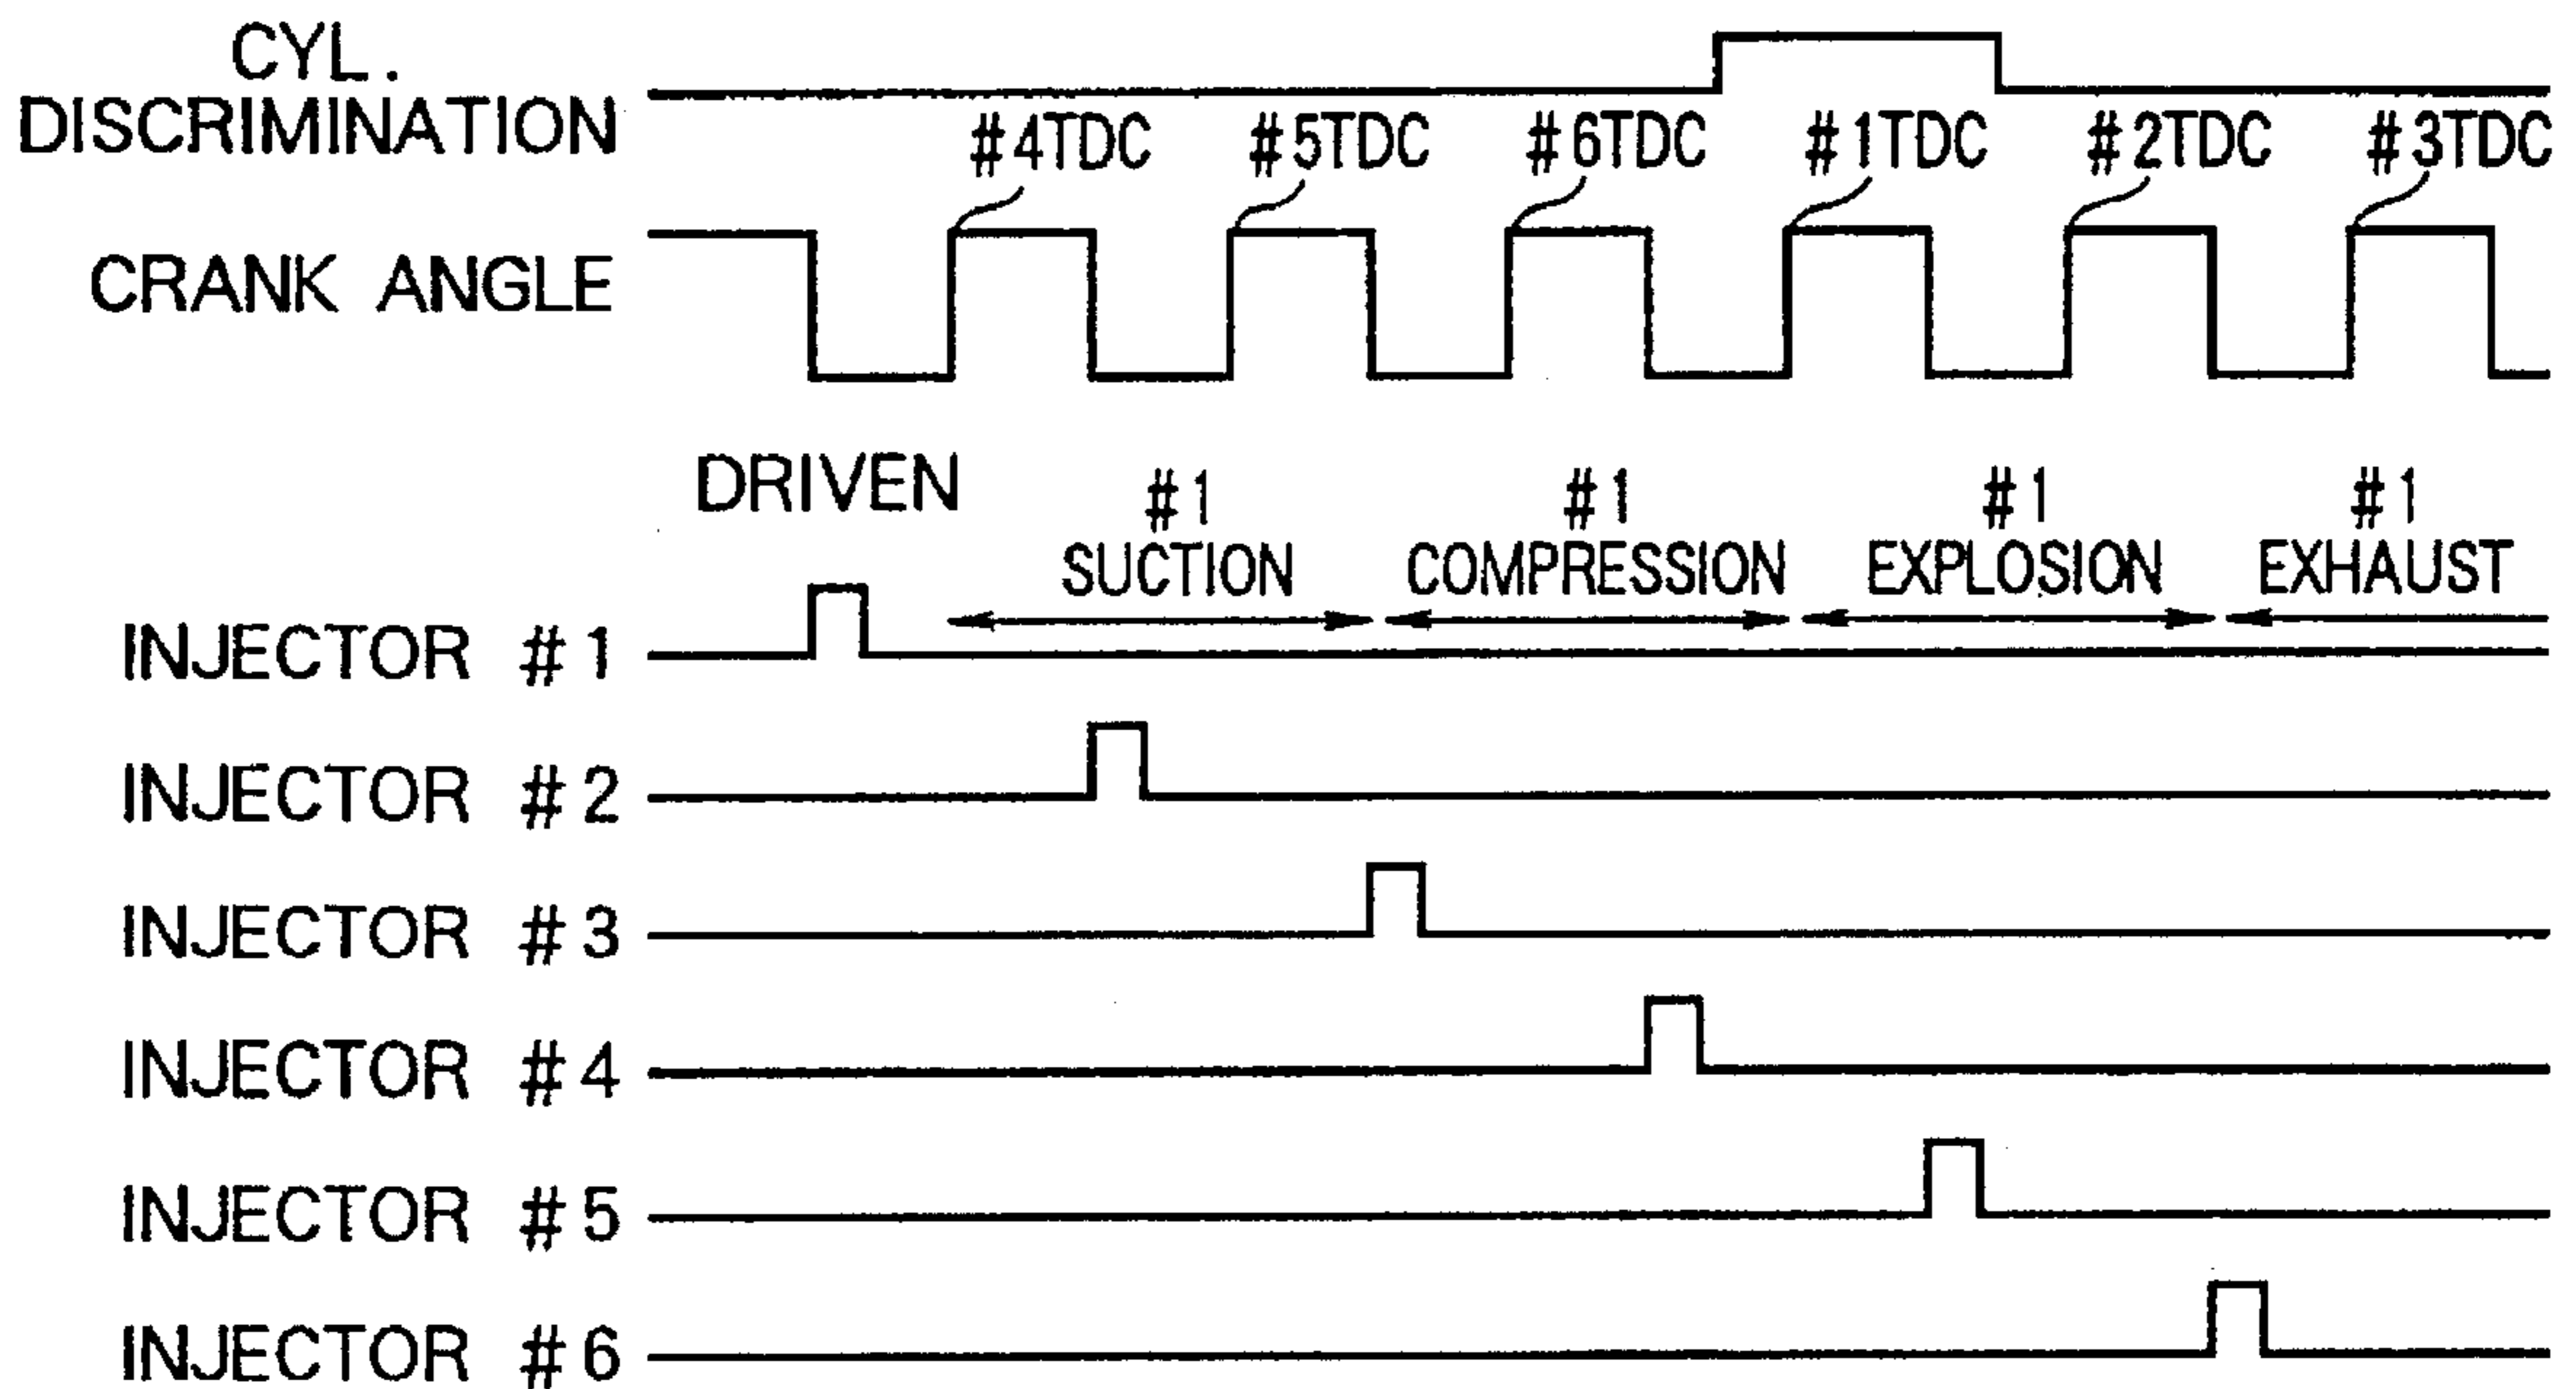 CYL.
DISCRIMINATION
#4TDC #5TDC #6TDC #1TDC #2TDC #3TDC
CRANK ANGLE
DRIVEN
#1 #1 #1 #1
SUCTION COMPRESSION EXPLOSION EXHAUST
INJECTOR #1
INJECTOR #2
INJECTOR #3
INJECTOR #4
INJECTOR #5
INJECTOR #6